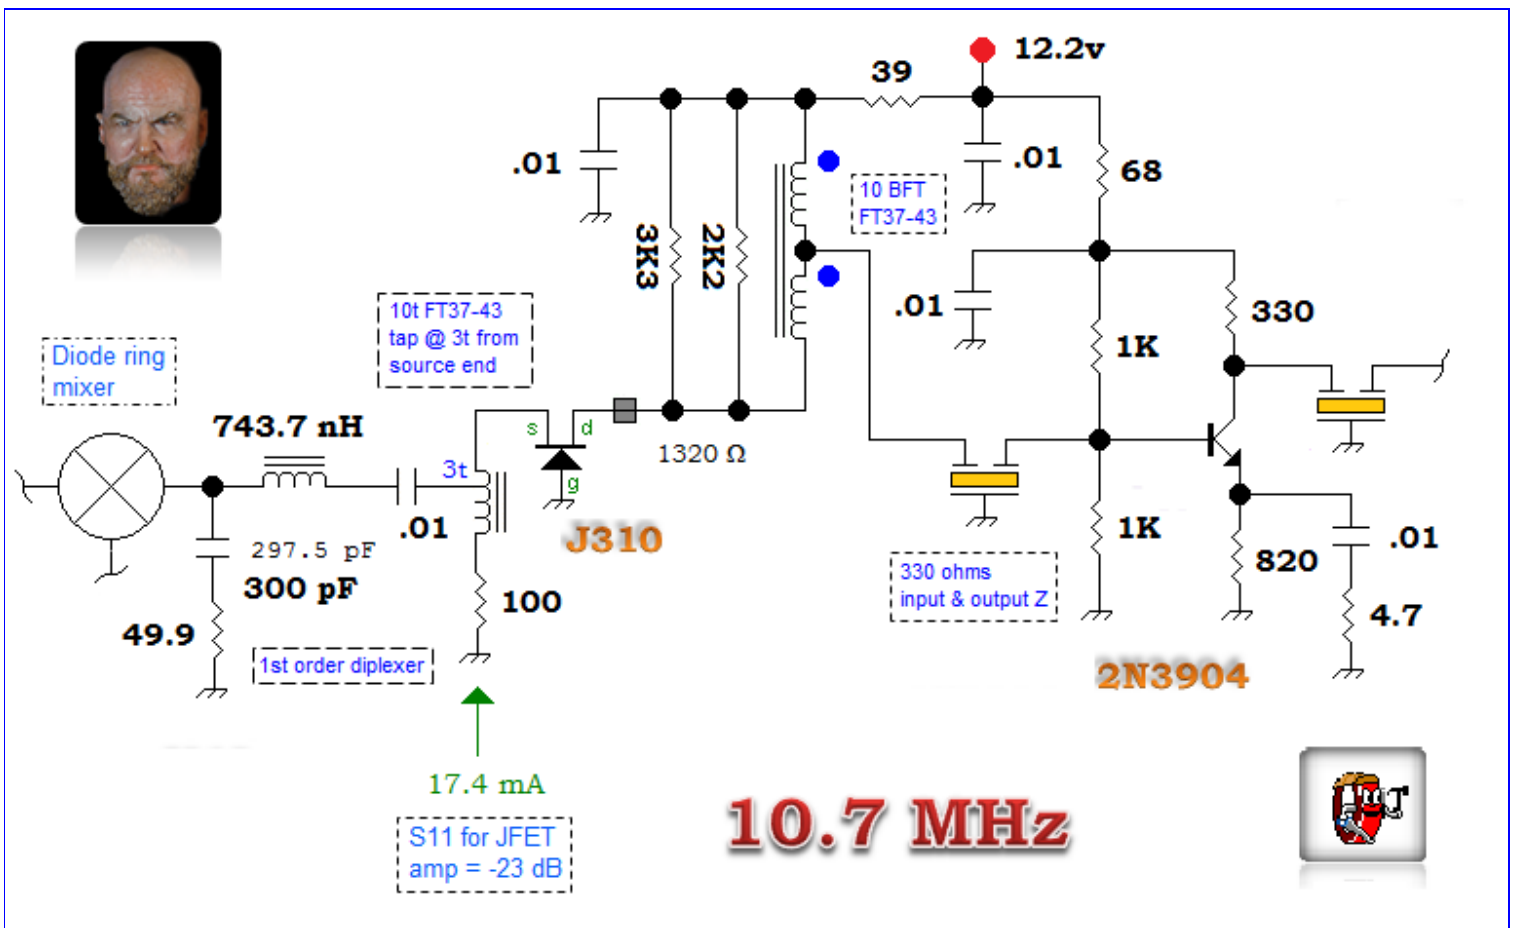 12.2v
39
.01
.01
68
10 BFT
FT37-43
3K3
2K2
10t FT37-43
tap @ 3t from
source end
.01
330
1K
Diode ring
mixer
743.7 nH
s
d
3t
g
1320 Ω
.01
J310
297.5 pF
300 pF
49.9
100
1st order diplexer
330 ohms
input & output Z
1K
820
.01
4.7
2N3904
17.4 mA
S11 for JFET
amp = -23 dB
10.7 MHz